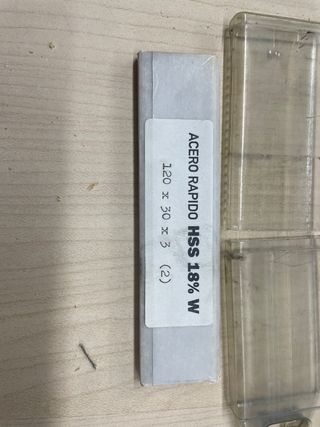 ACERO RAPIDO HSS 18% W
120 x 30 x 3 (2)